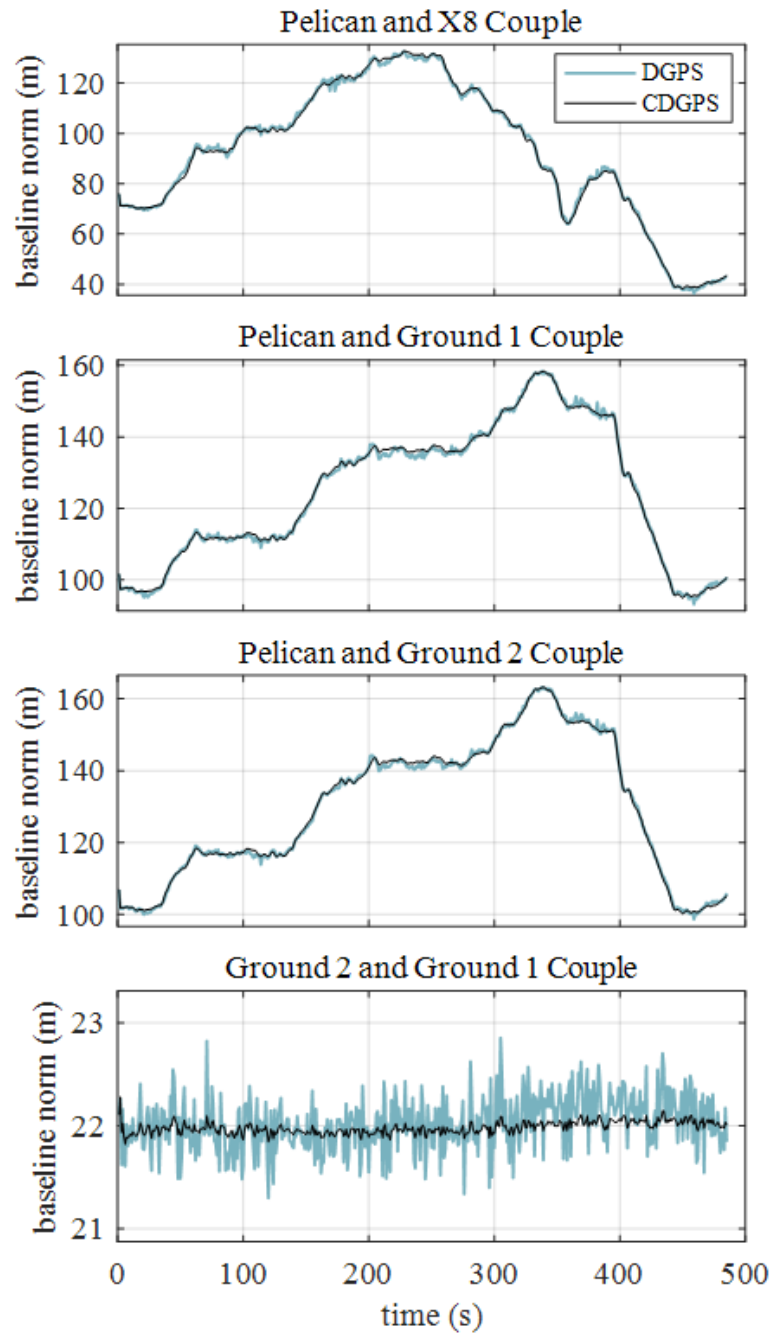 Pelican and X8 Couple
DGPS
CDGPS
baseline norm (m)
120
100
80
60
40
Pelican and Ground 1 Couple
baseline norm (m)
160
140
120
100
Pelican and Ground 2 Couple
baseline norm (m)
160
140
120
100
Ground 2 and Ground 1 Couple
baseline norm (m)
23
22
21
0 100 200 300 400 500
time (s)